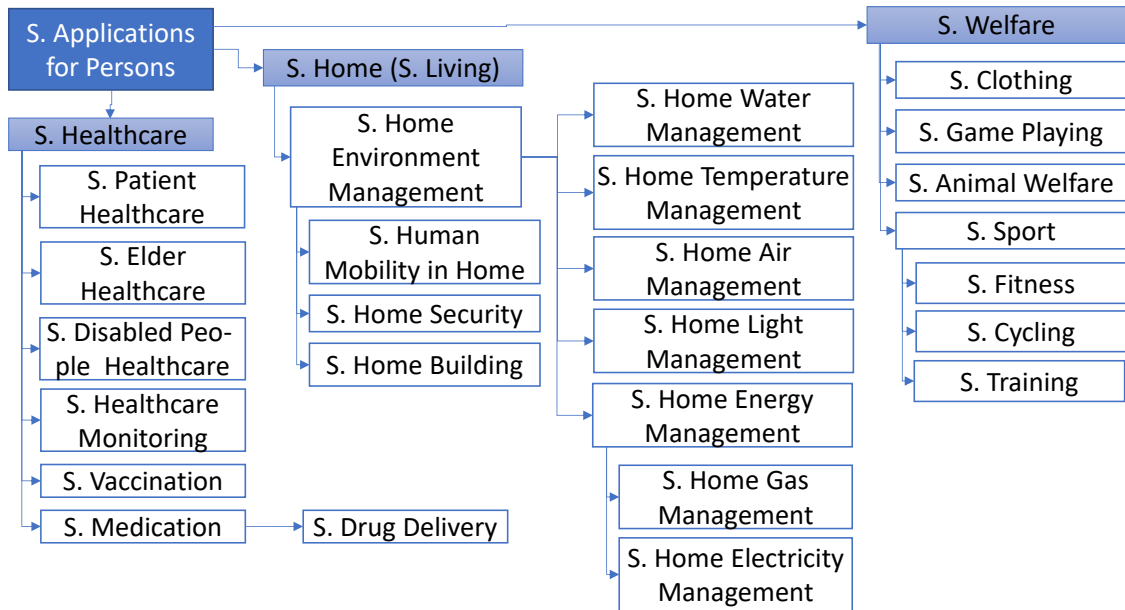 S. Applications
for Persons
S. Healthcare
S. Patient
Healthcare
S. Elder
Healthcare
S. Disabled Peo-
ple Healthcare
S. Healthcare
Monitoring
S. Vaccination
S. Medication
S. Drug Delivery
S. Home (S. Living)
S. Home
Environment
Management
S. Human
Mobility in Home
S. Home Security
S. Home Building
S. Home Water
Management
S. Home Temperature
Management
S. Home Air
Management
S. Home Light
Management
S. Home Energy
Management
S. Home Gas
Management
S. Home Electricity
Management
S. Welfare
S. Clothing
S. Game Playing
S. Animal Welfare
S. Sport
S. Fitness
S. Cycling
S. Training